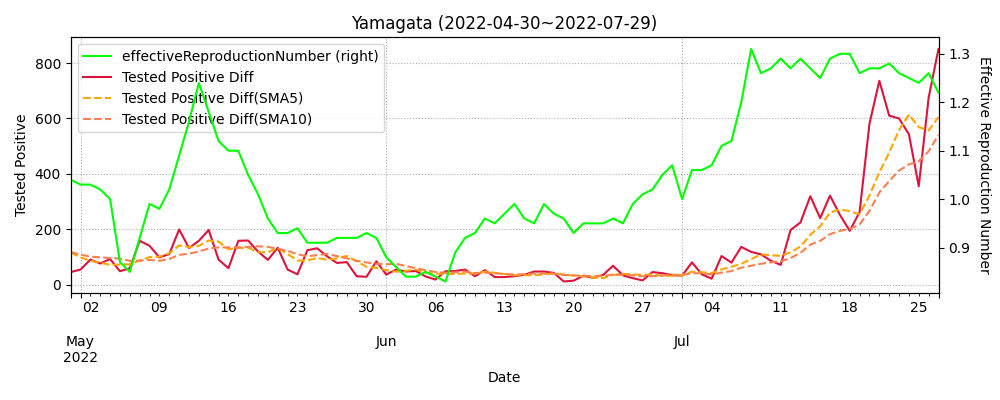 Yamagata (2022-04-30~2022-07-29)
effectiveReproductionNumber (right)
Tested Positive Diff
Tested Positive Diff(SMA5)
Tested Positive Diff(SMA10)
Tested Positive
800
600
400
200
0
1.3
1.2
1.1
1.0
0.9
Effective Reproduction Number
02 09 16 23 30 06 13 20 27 04 11 18 25
May Jun Jul
2022
Date